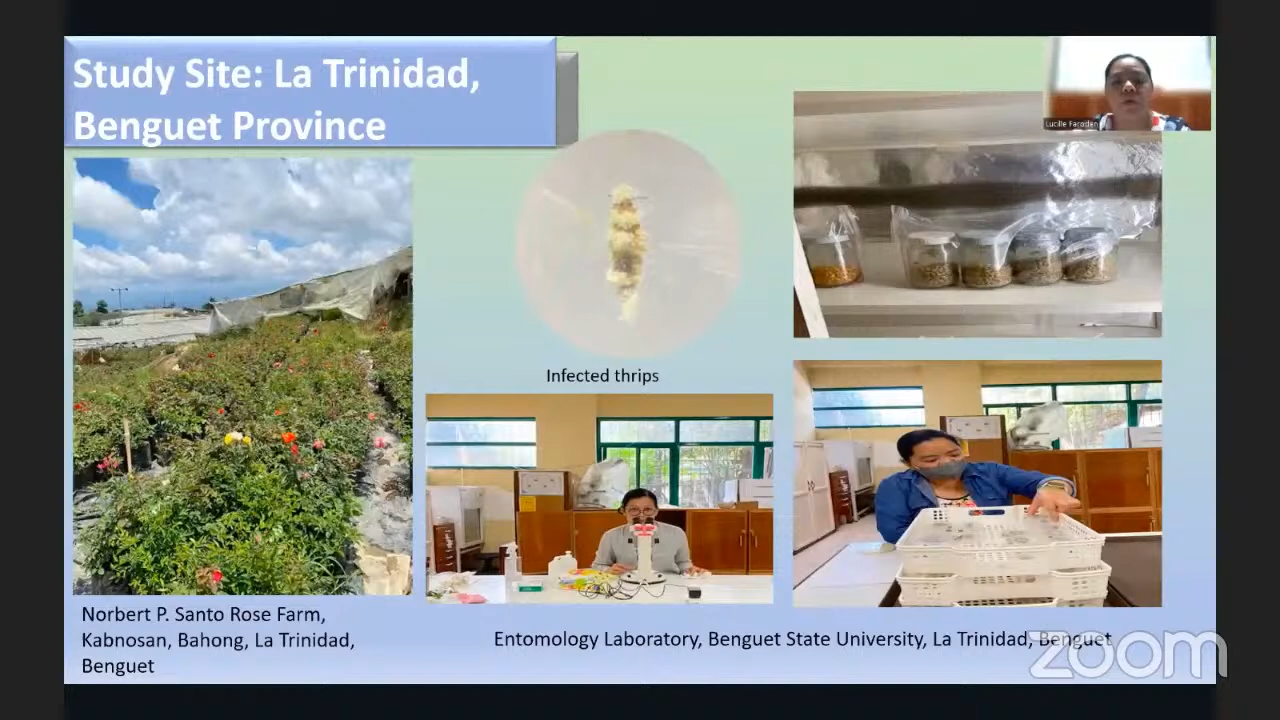 Study Site: La Trinidad,
Benguet Province
Lucille Faroden
Infected thrips
Norbert P. Santo Rose Farm,
Kabnosan, Bahong, La Trinidad,
Benguet
Entomology Laboratory, Benguet State University, La Trinidad, Benguet
zoom